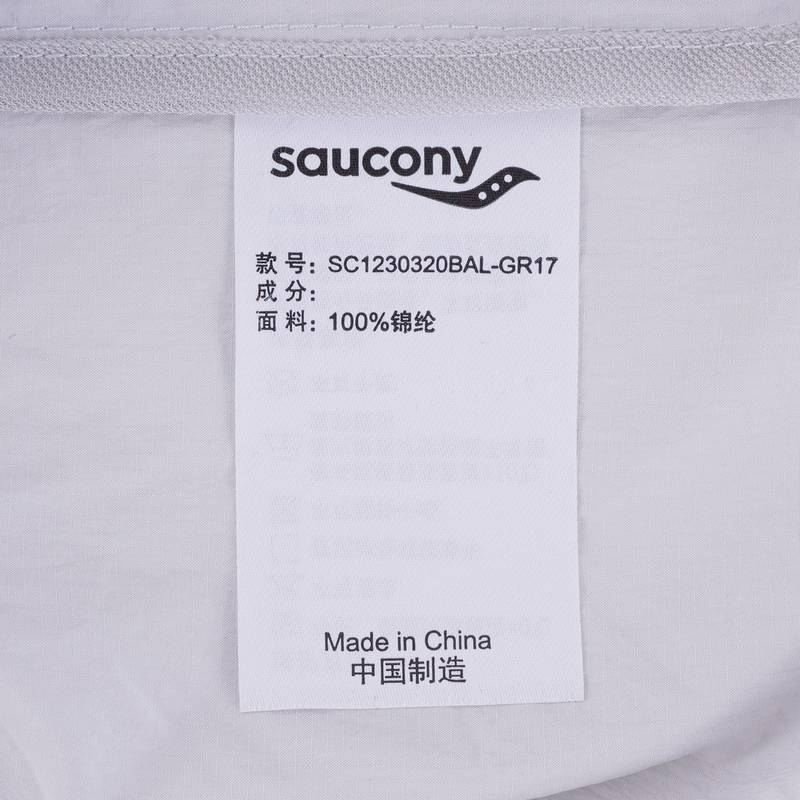 saucony
款号: SC1230320BAL-GR17
成分:
面料: 100%锦纶
Made in China
中国制造